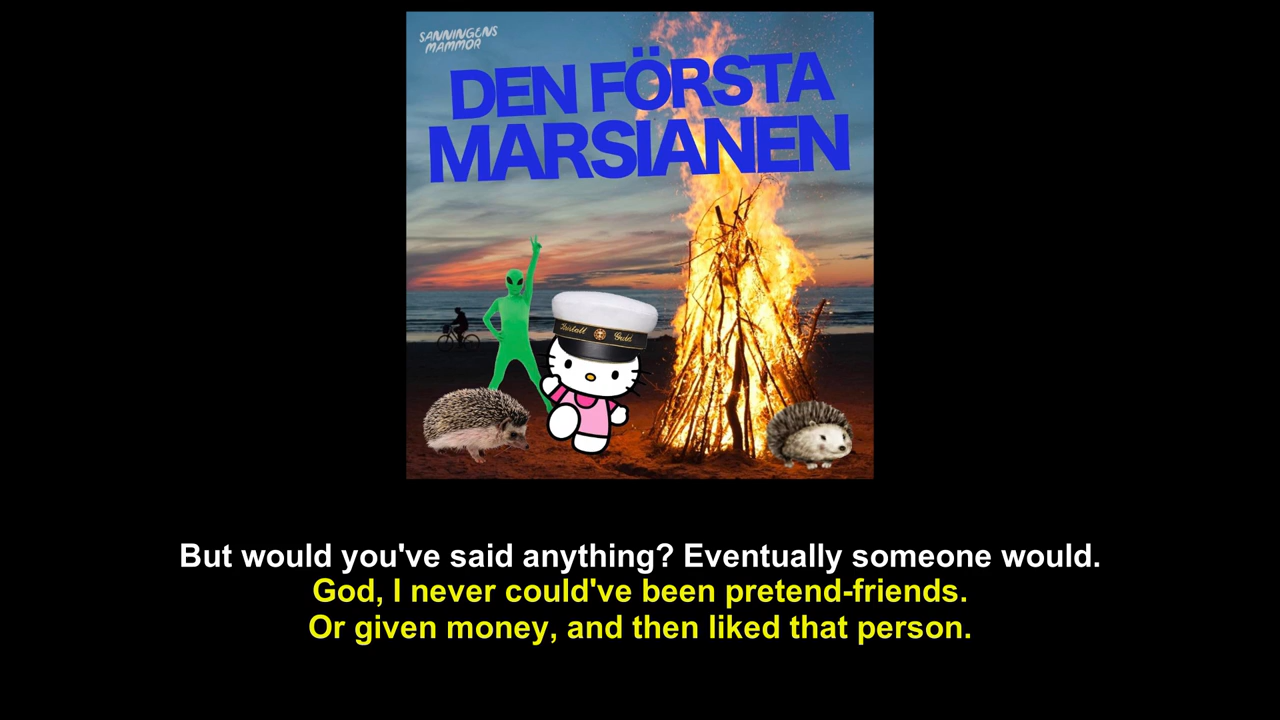 SANNINGENS
MAMMOR
DEN FÖRSTA
MARSIANEN
But would you've said anything? Eventually someone would.
God, I never could've been pretend-friends.
Or given money, and then liked that person.